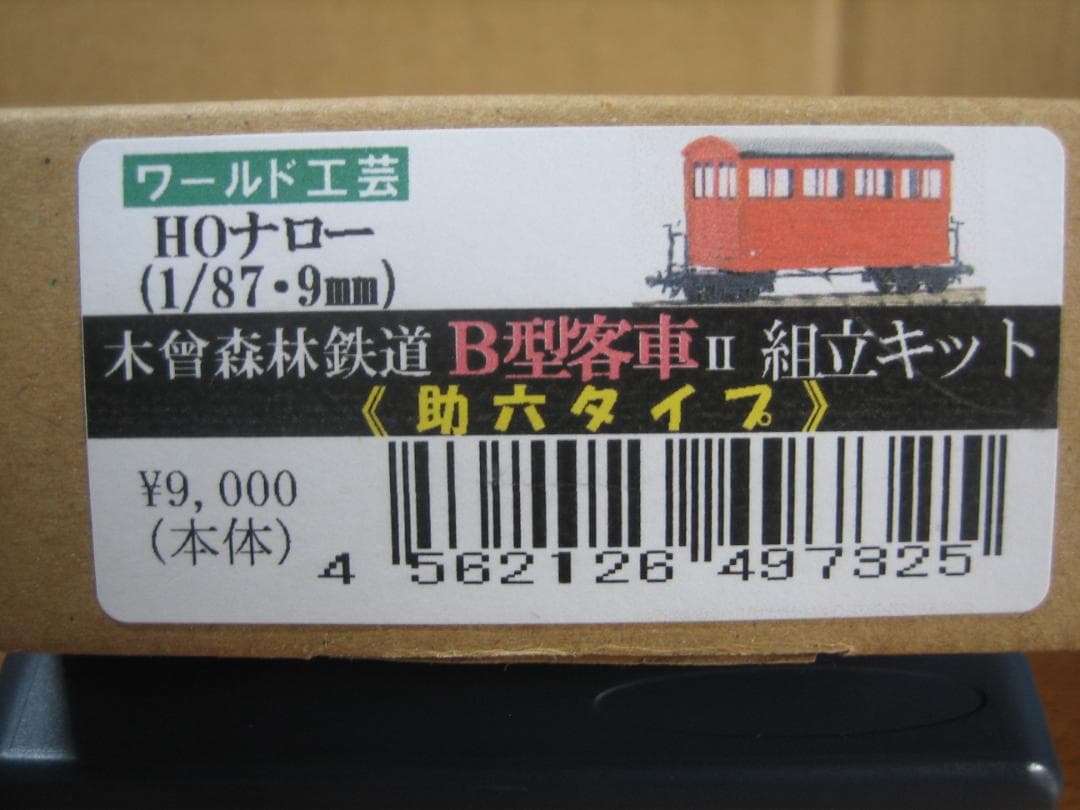 ワールド工芸
HOナロー
(1/87・9mm)
木曾森林鉄道 B型客車Ⅱ 組立キット
《助六タイプ》
¥9,000
(本体)
4 562126 497325